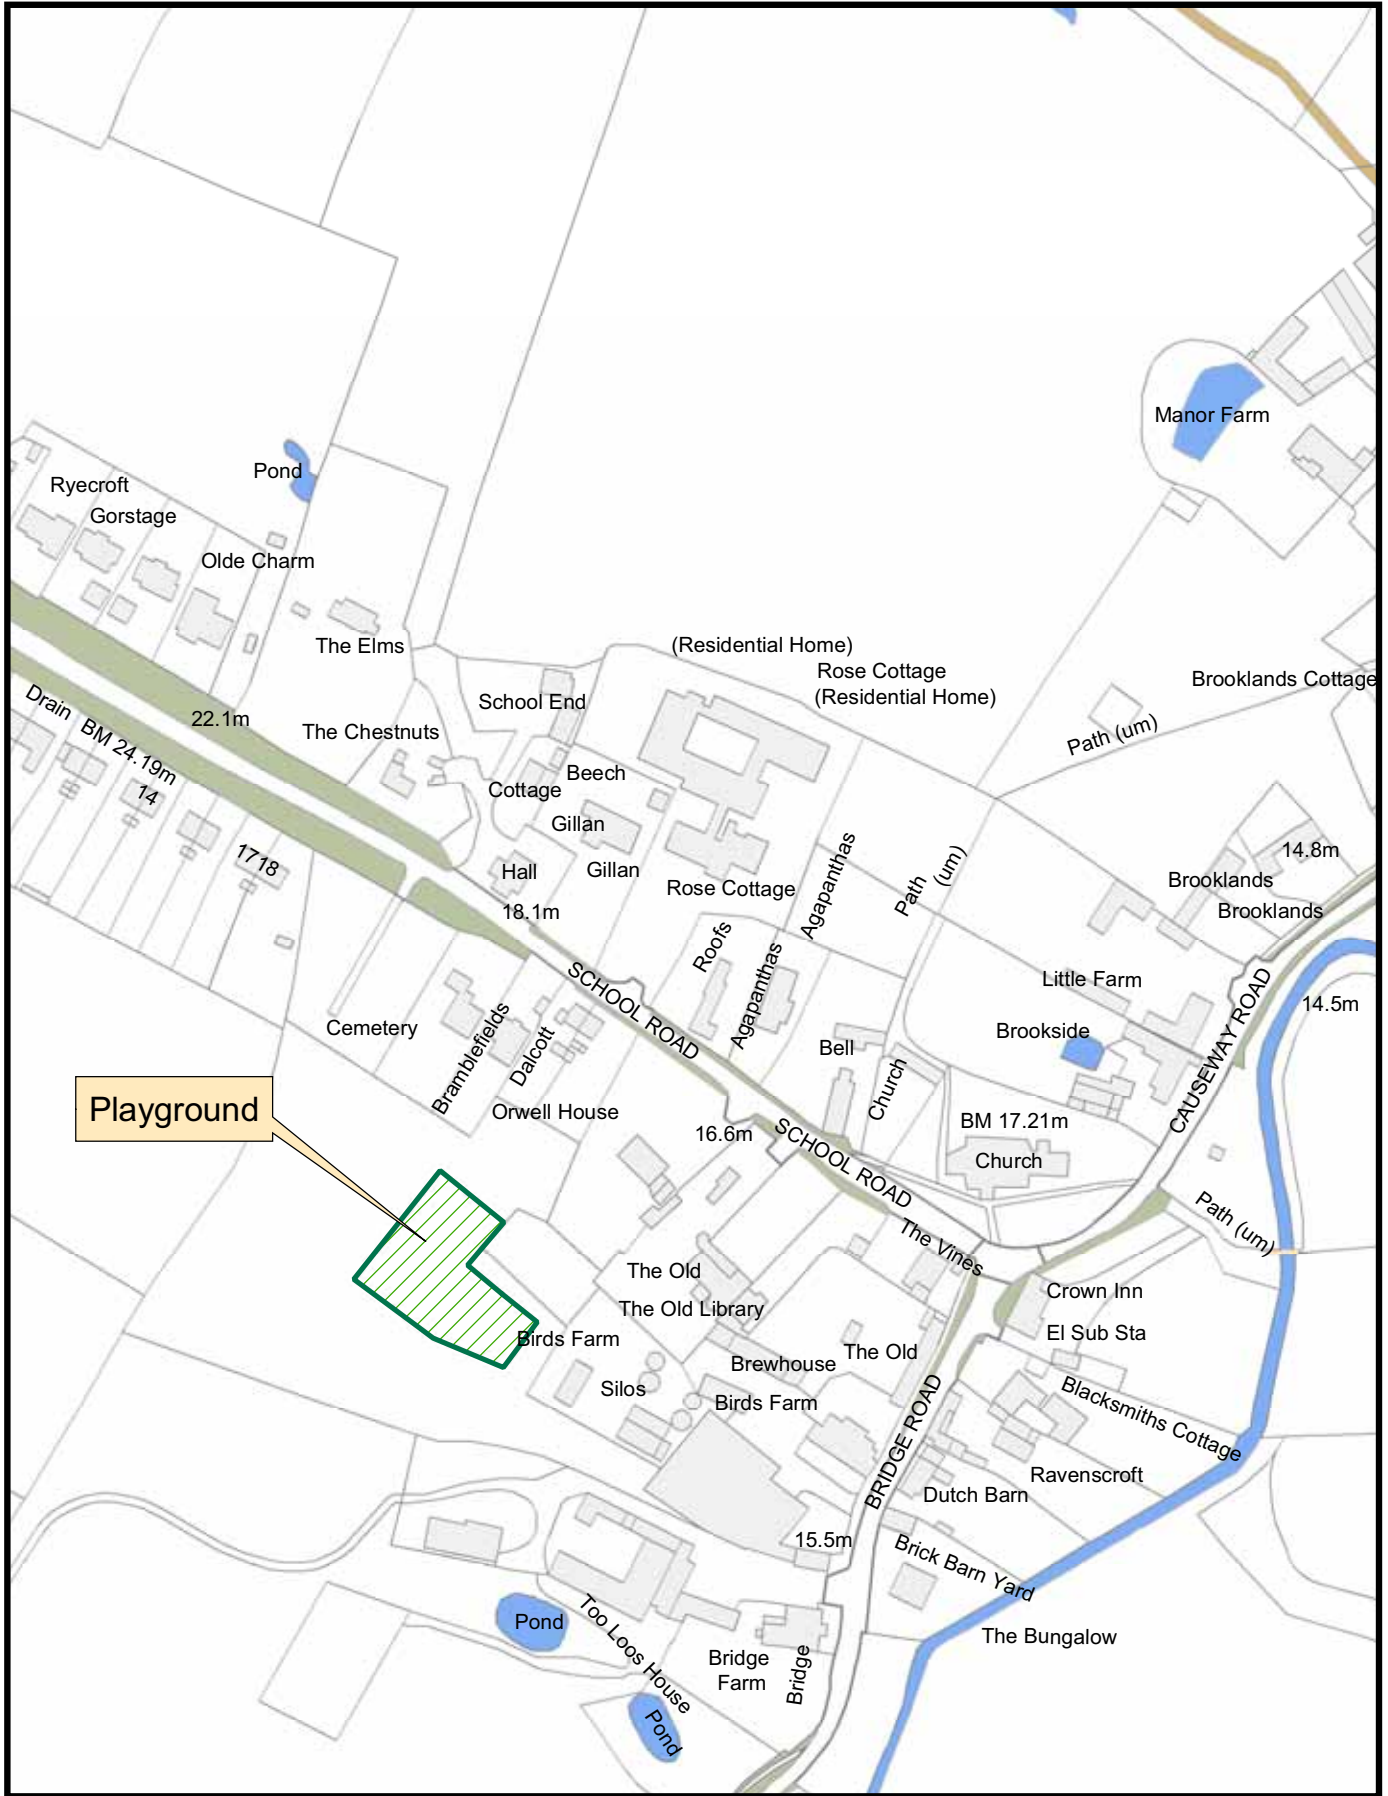 Manor Farm
Pond
Ryecroft
Gorstage
Olde Charm
The Elms
(Residential Home)
Rose Cottage
(Residential Home)
Brooklands Cottage
School End
22.1m
Drain
BM 24.19m
The Chestnuts
Path (um)
Beech
Cottage
14
Gillan
1718
Hall
Gillan
Rose Cottage
Agapanthas
Path
(um)
14.8m
Brooklands
Brooklands
18.1m
Roofs
Agapanthas
SCHOOL ROAD
Little Farm
14.5m
Cemetery
Bramblefields
Dalcott
Bell
Brookside
CAUSEWAY ROAD
Church
Playground
Orwell House
16.6m
SCHOOL ROAD
BM 17.21m
Church
Path (um)
The Vines
The Old
The Old Library
Crown Inn
El Sub Sta
Birds Farm
Brewhouse
The Old
Silos
Birds Farm
BRIDGE ROAD
Blacksmiths Cottage
Ravenscroft
Dutch Barn
15.5m
Brick Barn Yard
Pond
Too Loos House
The Bungalow
Bridge
Farm
Bridge
Pond